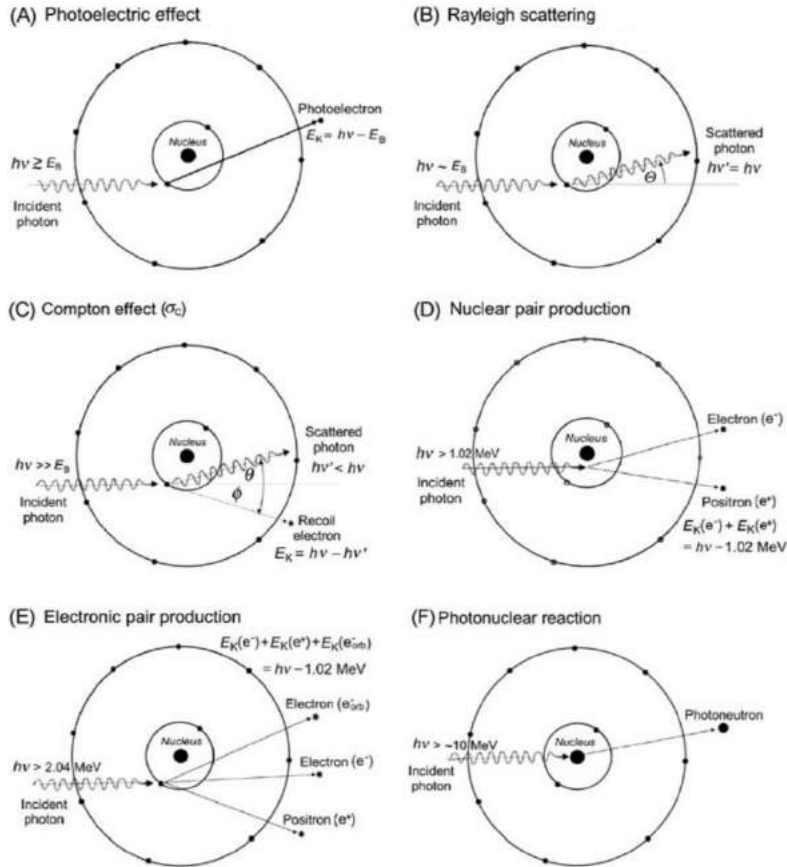 (A) Photoelectric effect
Photoelectron
E_K = hν − E_B
Nucleus
hν ≥ E_B
Incident
photon
(B) Rayleigh scattering
Scattered
photon
hν' = hν
Nucleus
hν ~ E_B
Θ
Incident
photon
(C) Compton effect (σ_C)
Nucleus
Scattered
photon
hν' < hν
hν >> E_B
θ
ϕ
Incident
photon
Recoil
electron
E_K = hν − hν'
(D) Nuclear pair production
Electron (e⁻)
Nucleus
hν > 1.02 MeV
Incident
photon
Positron (e⁺)
E_K(e⁻) + E_K(e⁺)
= hν − 1.02 MeV
(E) Electronic pair production
E_K(e⁻) + E_K(e⁺) + E_K(e⁻_orb)
= hν − 1.02 MeV
Electron (e⁻_orb)
Nucleus
hν > 2.04 MeV
Electron (e⁻)
Incident
photon
Positron (e⁺)
(F) Photonuclear reaction
Photoneutron
hν > ~10 MeV
Nucleus
Incident
photon